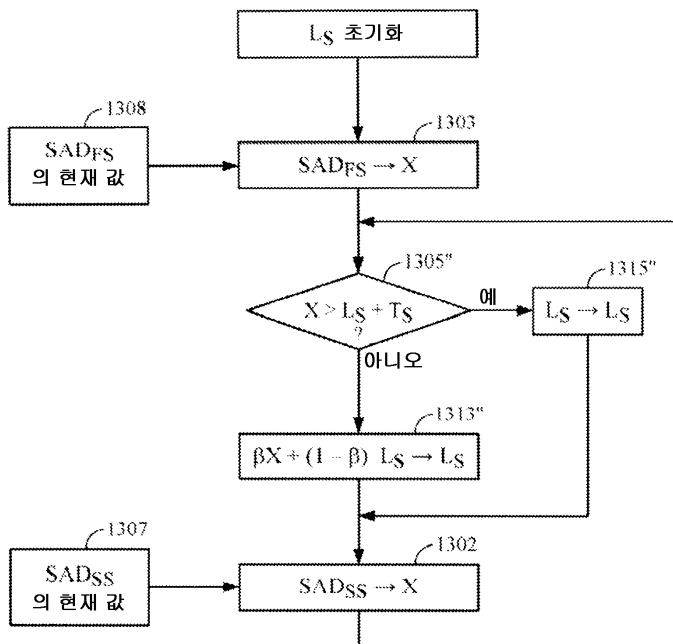 L_S 초기화
1308
SAD_FS
의 현재 값
1303
SAD_FS → X
1305"
X > L_S + T_S
?
예
1315"
L_S → L_S
아니오
1313"
βX + (1 – β) L_S → L_S
1307
SAD_SS
의 현재 값
1302
SAD_SS → X